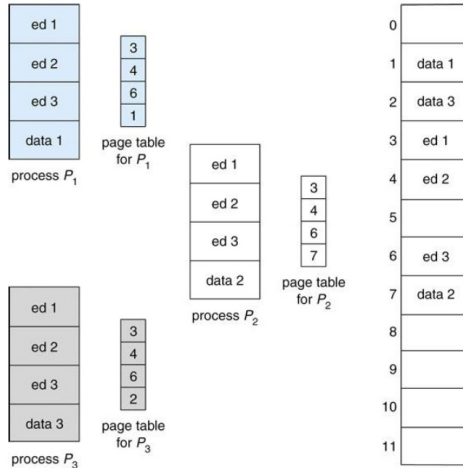 ed 1
ed 2
ed 3
data 1
process P1
3
4
6
1
page table
for P1
ed 1
ed 2
ed 3
data 2
process P2
3
4
6
7
page table
for P2
ed 1
ed 2
ed 3
data 3
process P3
3
4
6
2
page table
for P3
0
1 data 1
2 data 3
3 ed 1
4 ed 2
5
6 ed 3
7 data 2
8
9
10
11